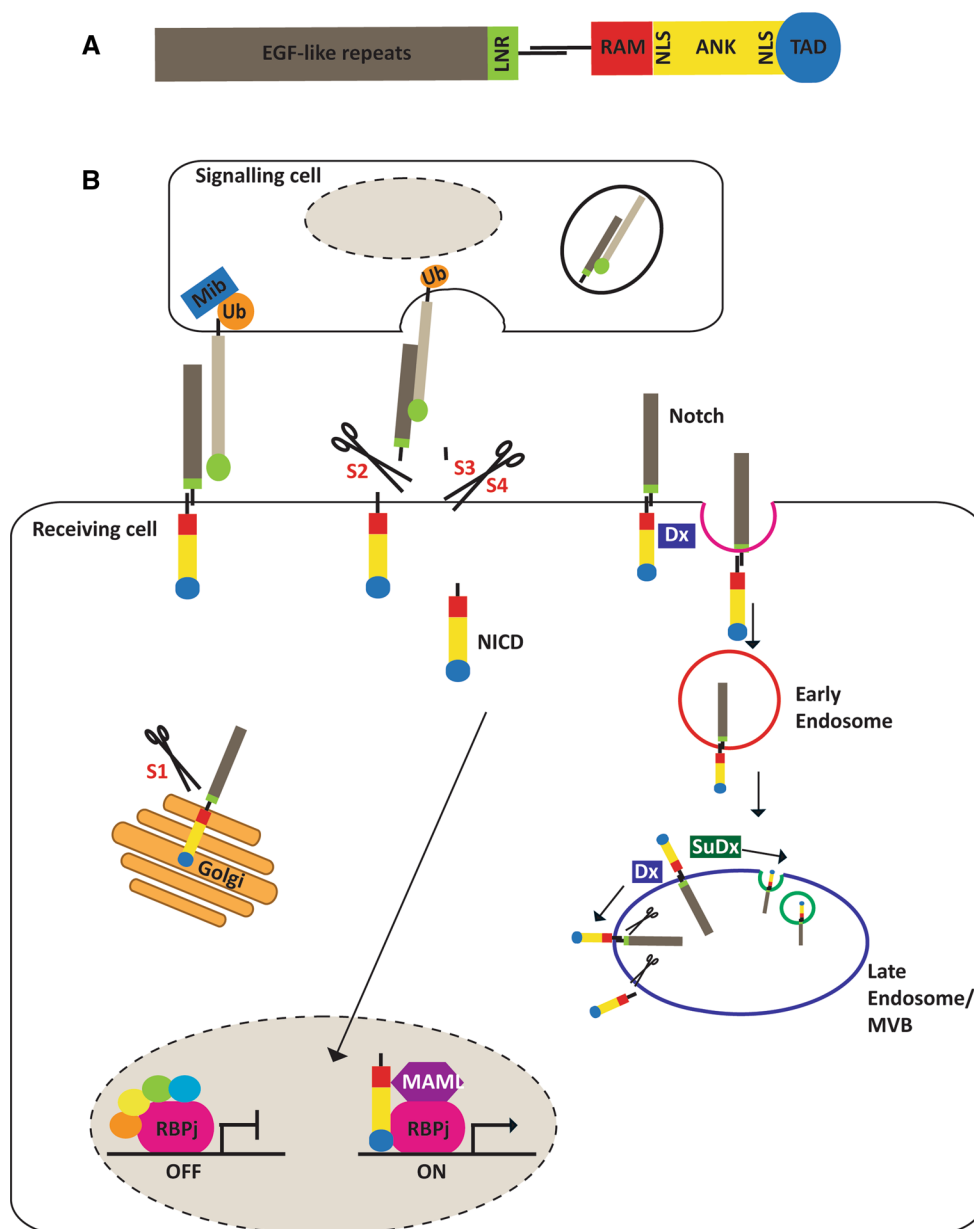 A
EGF-like repeats
LNR
RAM
NLS
ANK
NLS
TAD
B
Signalling cell
Mib
Ub
Ub
S2
S3
S4
Notch
Receiving cell
Dx
NICD
Early
Endosome
S1
Golgi
SuDx
Dx
Late
Endosome/
MVB
MAML
RBPj
RBPj
OFF
ON